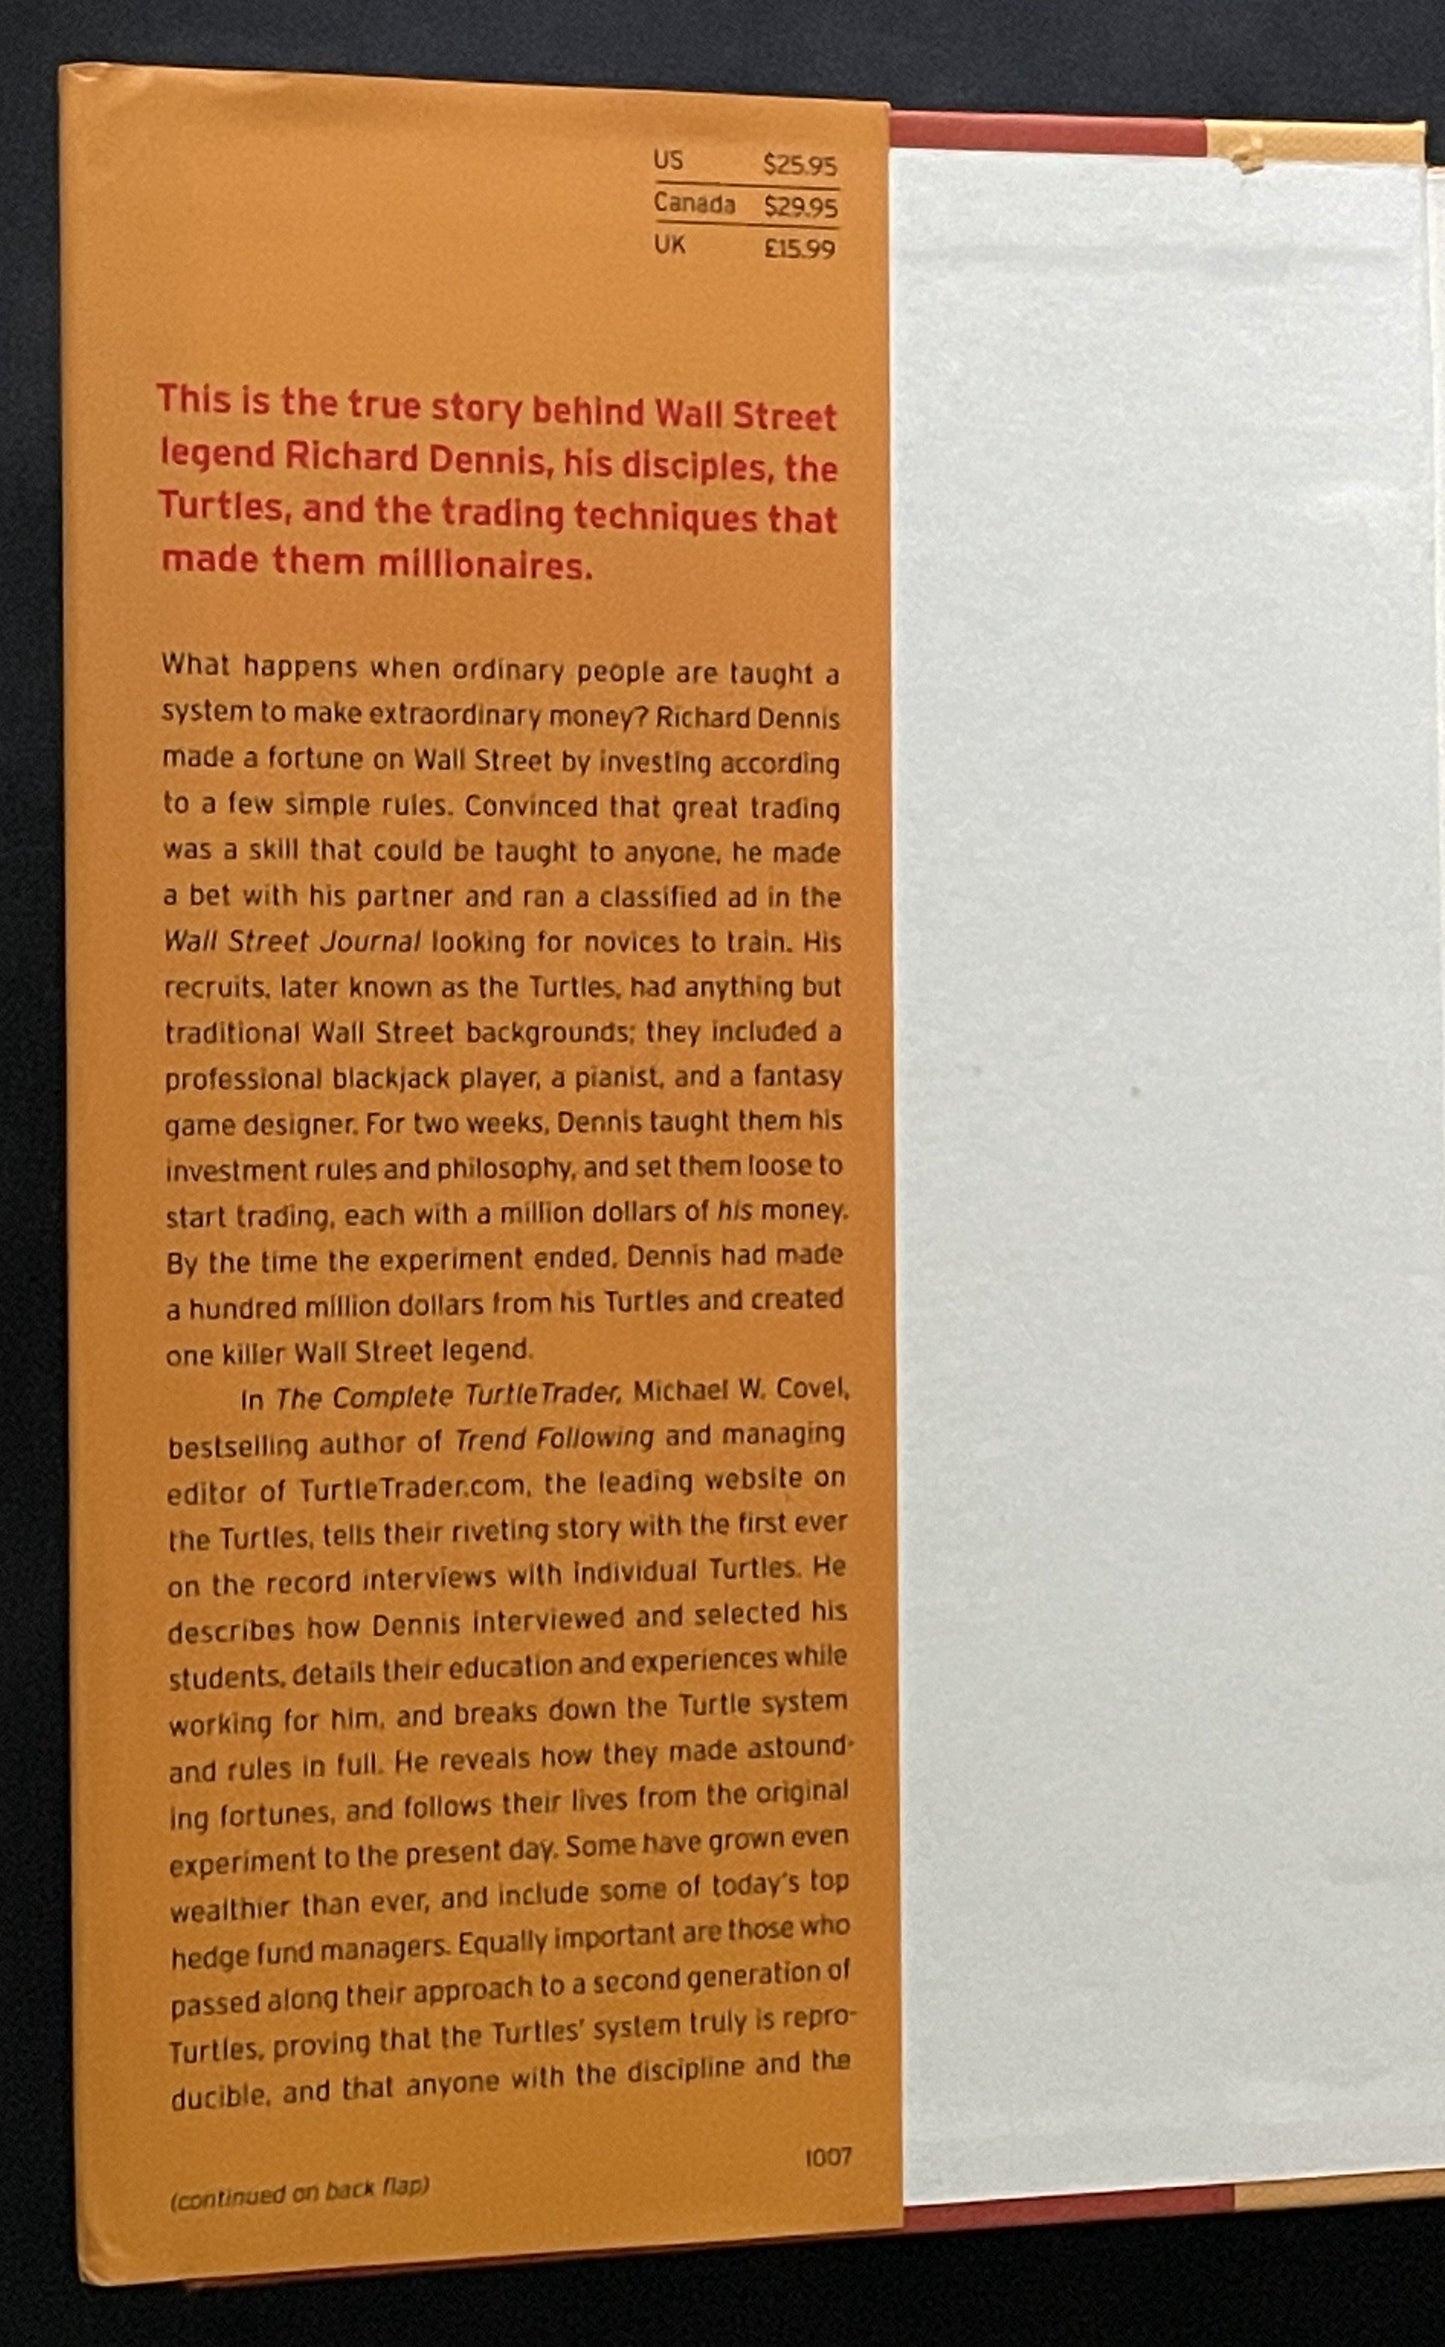 US $25.95
Canada $29.95
UK £15.99
This is the true story behind Wall Street
legend Richard Dennis, his disciples, the
Turtles, and the trading techniques that
made them millionaires.
What happens when ordinary people are taught a
system to make extraordinary money? Richard Dennis
made a fortune on Wall Street by investing according
to a few simple rules. Convinced that great trading
was a skill that could be taught to anyone, he made
a bet with his partner and ran a classified ad in the
Wall Street Journal looking for novices to train. His
recruits, later known as the Turtles, had anything but
traditional Wall Street backgrounds; they included a
professional blackjack player, a pianist, and a fantasy
game designer. For two weeks, Dennis taught them his
investment rules and philosophy, and set them loose to
start trading, each with a million dollars of his money.
By the time the experiment ended, Dennis had made
a hundred million dollars from his Turtles and created
one killer Wall Street legend.
In The Complete TurtleTrader, Michael W. Covel,
bestselling author of Trend Following and managing
editor of TurtleTrader.com, the leading website on
the Turtles, tells their riveting story with the first ever
on the record interviews with individual Turtles. He
describes how Dennis interviewed and selected his
students, details their education and experiences while
working for him, and breaks down the Turtle system
and rules in full. He reveals how they made astound-
ing fortunes, and follows their lives from the original
experiment to the present day. Some have grown even
wealthier than ever, and include some of today's top
hedge fund managers. Equally important are those who
passed along their approach to a second generation of
Turtles, proving that the Turtles' system truly is repro-
ducible, and that anyone with the discipline and the
1007
(continued on back flap)